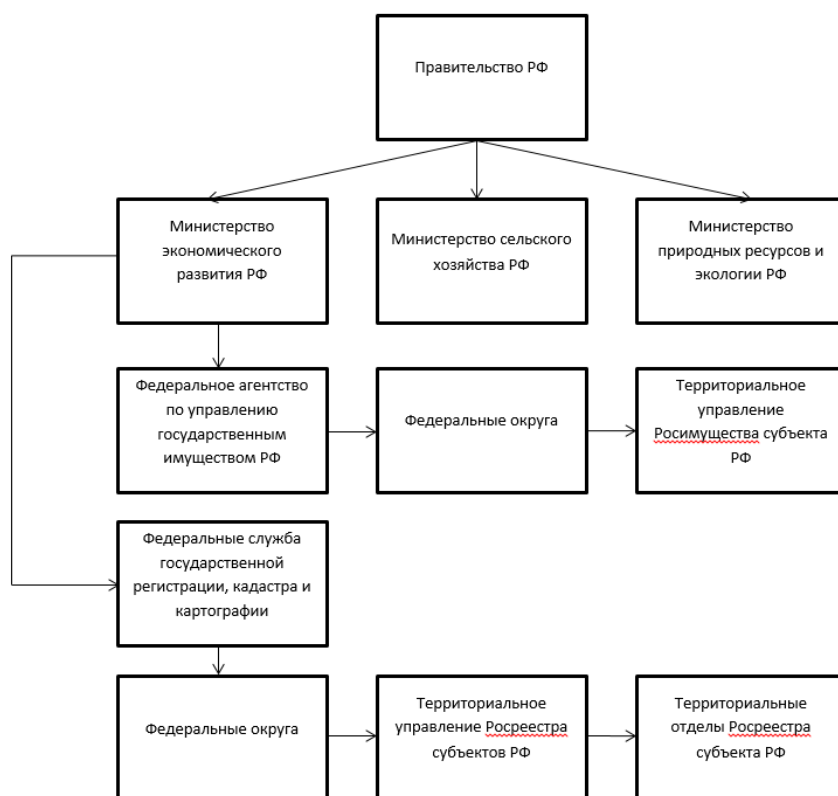 Правительство РФ
Министерство
экономического
развития РФ
Министерство сельского
хозяйства РФ
Министерство
природных ресурсов и
экологии РФ
Федеральное агентство
по управлению
государственным
имуществом РФ
Федеральные округа
Территориальное
управление
Росимущества субъекта
РФ
Федеральные служба
государственной
регистрации, кадастра и
картографии
Федеральные округа
Территориальное
управление Росреестра
субъектов РФ
Территориальные
отделы Росреестра
субъекта РФ